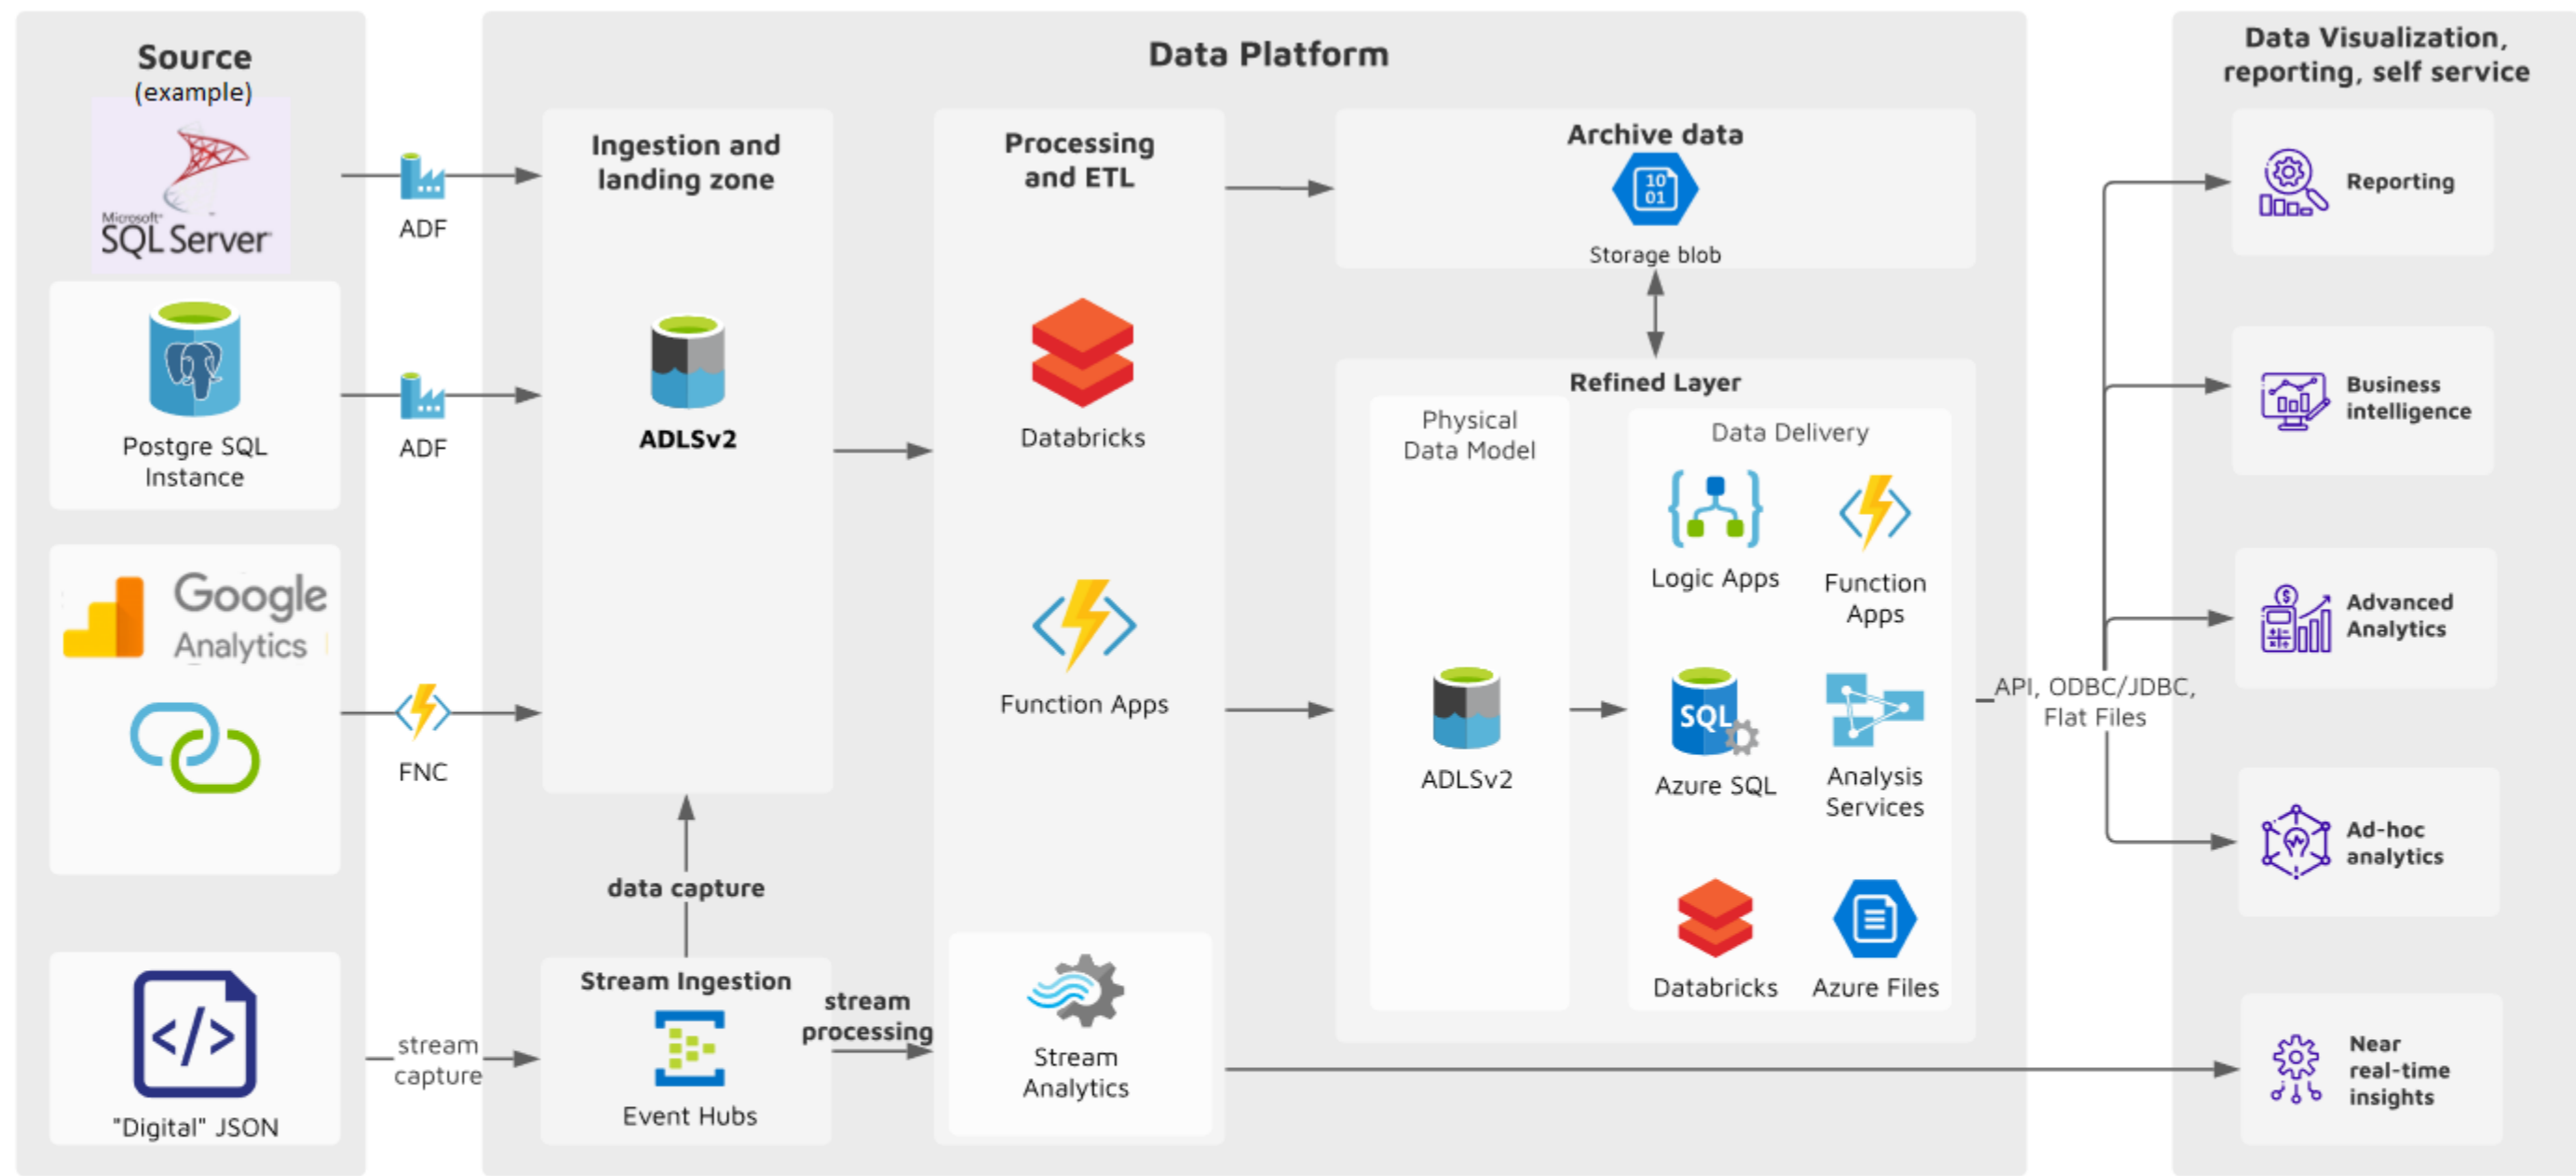 Source
(example)
Microsoft®
SQL Server
Postgre SQL
Instance
Google
Analytics
"Digital" JSON
ADF
ADF
FNC
stream
capture
Data Platform
Ingestion and
landing zone
ADLSv2
data capture
Stream Ingestion
Event Hubs
stream
processing
Processing
and ETL
Databricks
Function Apps
Stream
Analytics
Archive data
10
01
Storage blob
Refined Layer
Physical
Data Model
ADLSv2
Data Delivery
Logic Apps
Function
Apps
SQL
Azure SQL
Analysis
Services
Databricks
Azure Files
API, ODBC/JDBC,
Flat Files
Data Visualization,
reporting, self service
Reporting
Business
intelligence
Advanced
Analytics
Ad-hoc
analytics
Near
real-time
insights